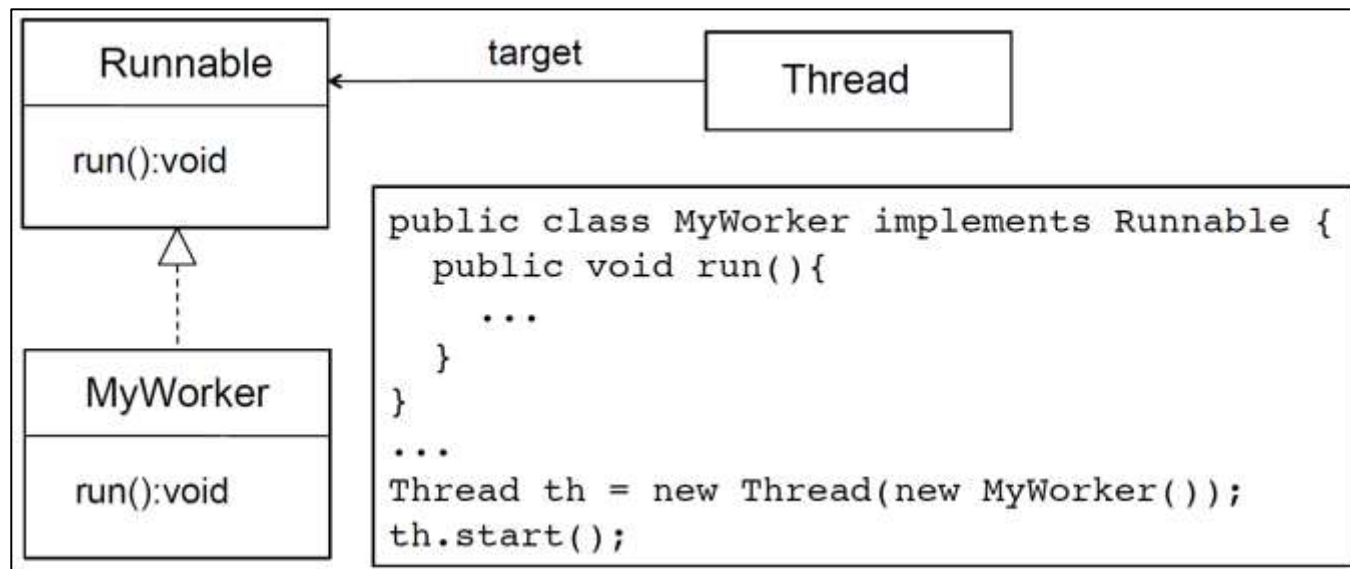 Runnable
target
Thread
run():void
public class MyWorker implements Runnable {
public void run(){
...
}
}
...
Thread th = new Thread(new MyWorker());
th.start();
MyWorker
run():void